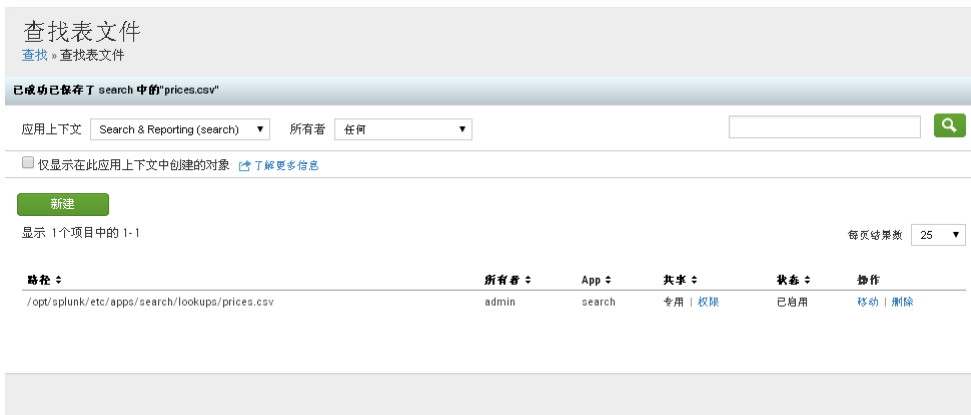 查找表文件
查找 » 查找表文件
已成功已保存了 search 中的"prices.csv"
应用上下文 Search & Reporting (search) 所有者 任何
仅显示在此应用上下文中创建的对象 了解更多信息
新建
显示 1个项目中的 1-1 每页结果数 25
路径 所有者 App 共享 状态 操作
/opt/splunk/etc/apps/search/lookups/prices.csv admin search 专用 | 权限 已启用 移动 | 删除